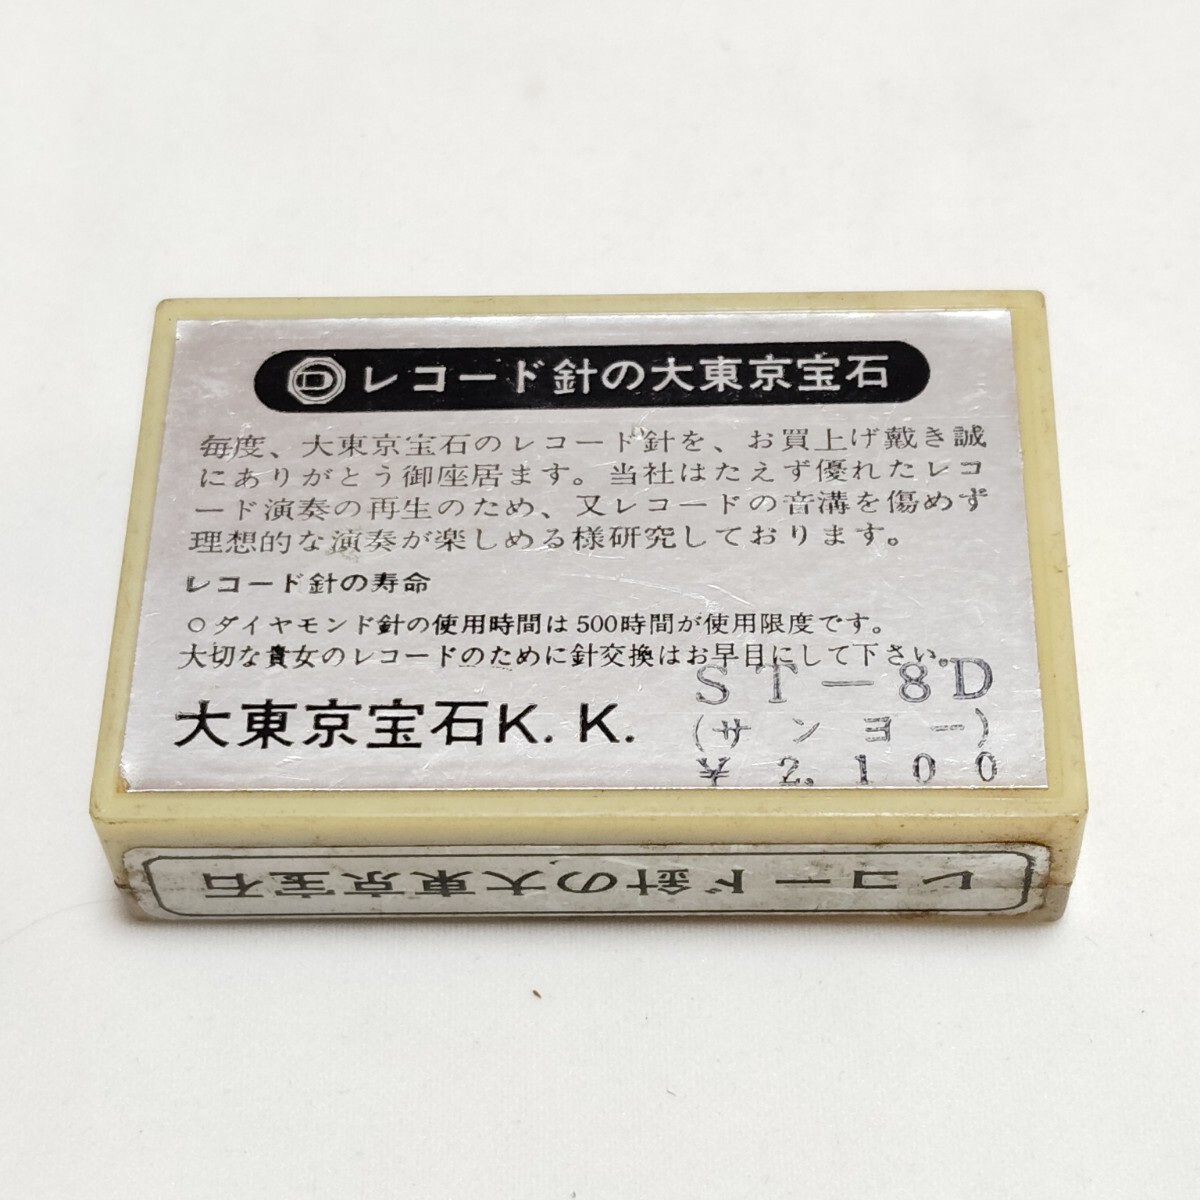 レコード針の大東京宝石
毎度、大東京宝石のレコード針を、お買上げ戴き誠
にありがとう御座居ます。当社はたえず優れたレコ
ード演奏の再生のため、又レコードの音溝を傷めず
理想的な演奏が楽しめる様研究しております。
レコード針の寿命
○ダイヤモンド針の使用時間は500時間が使用限度です。
大切な貴女のレコードのために針交換はお早目にして下さい。
大東京宝石K.K.
ST－8D
(サンヨー)
¥2,100
レコード針の大東京宝石